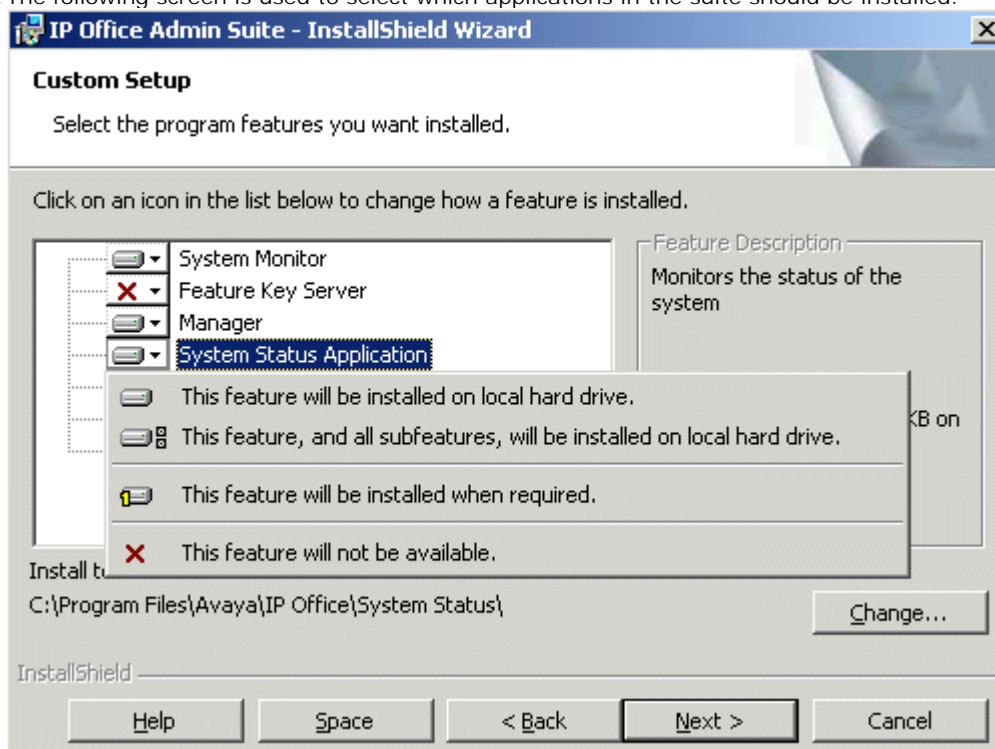 The following screen is used to select which applications in the suite should be installed.
IP Office Admin Suite - InstallShield Wizard
Custom Setup
Select the program features you want installed.
Click on an icon in the list below to change how a feature is installed.
System Monitor
Feature Key Server
Manager
System Status Application
Feature Description
Monitors the status of the
system
KB on
This feature will be installed on local hard drive.
This feature, and all subfeatures, will be installed on local hard drive.
This feature will be installed when required.
This feature will not be available.
Install to
C:\Program Files\Avaya\IP Office\System Status\
Change...
InstallShield
Help
Space
< Back
Next >
Cancel